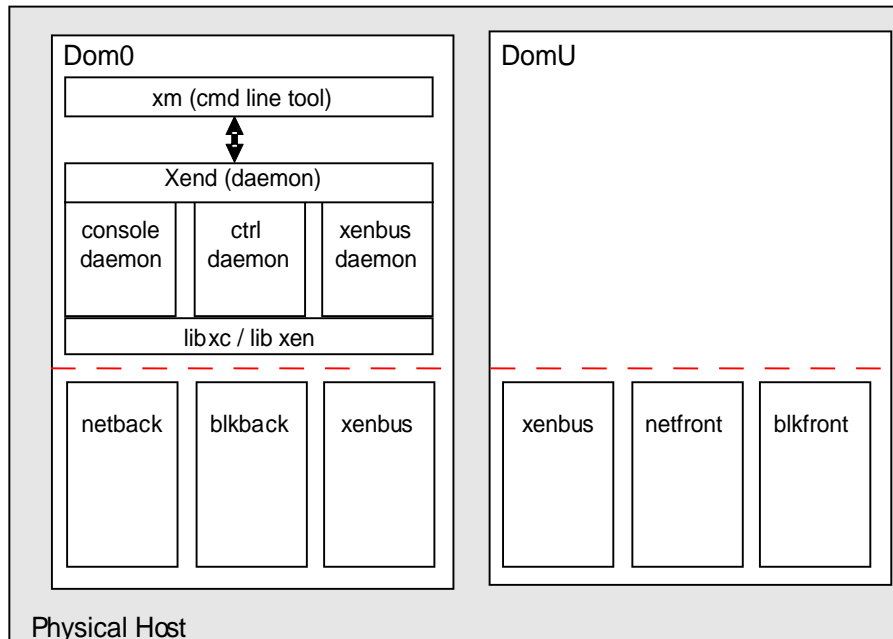 Dom0
xm (cmd line tool)
Xend (daemon)
console
daemon
ctrl
daemon
xenbus
daemon
libxc / lib xen
netback
blkback
xenbus
DomU
xenbus
netfront
blkfront
Physical Host